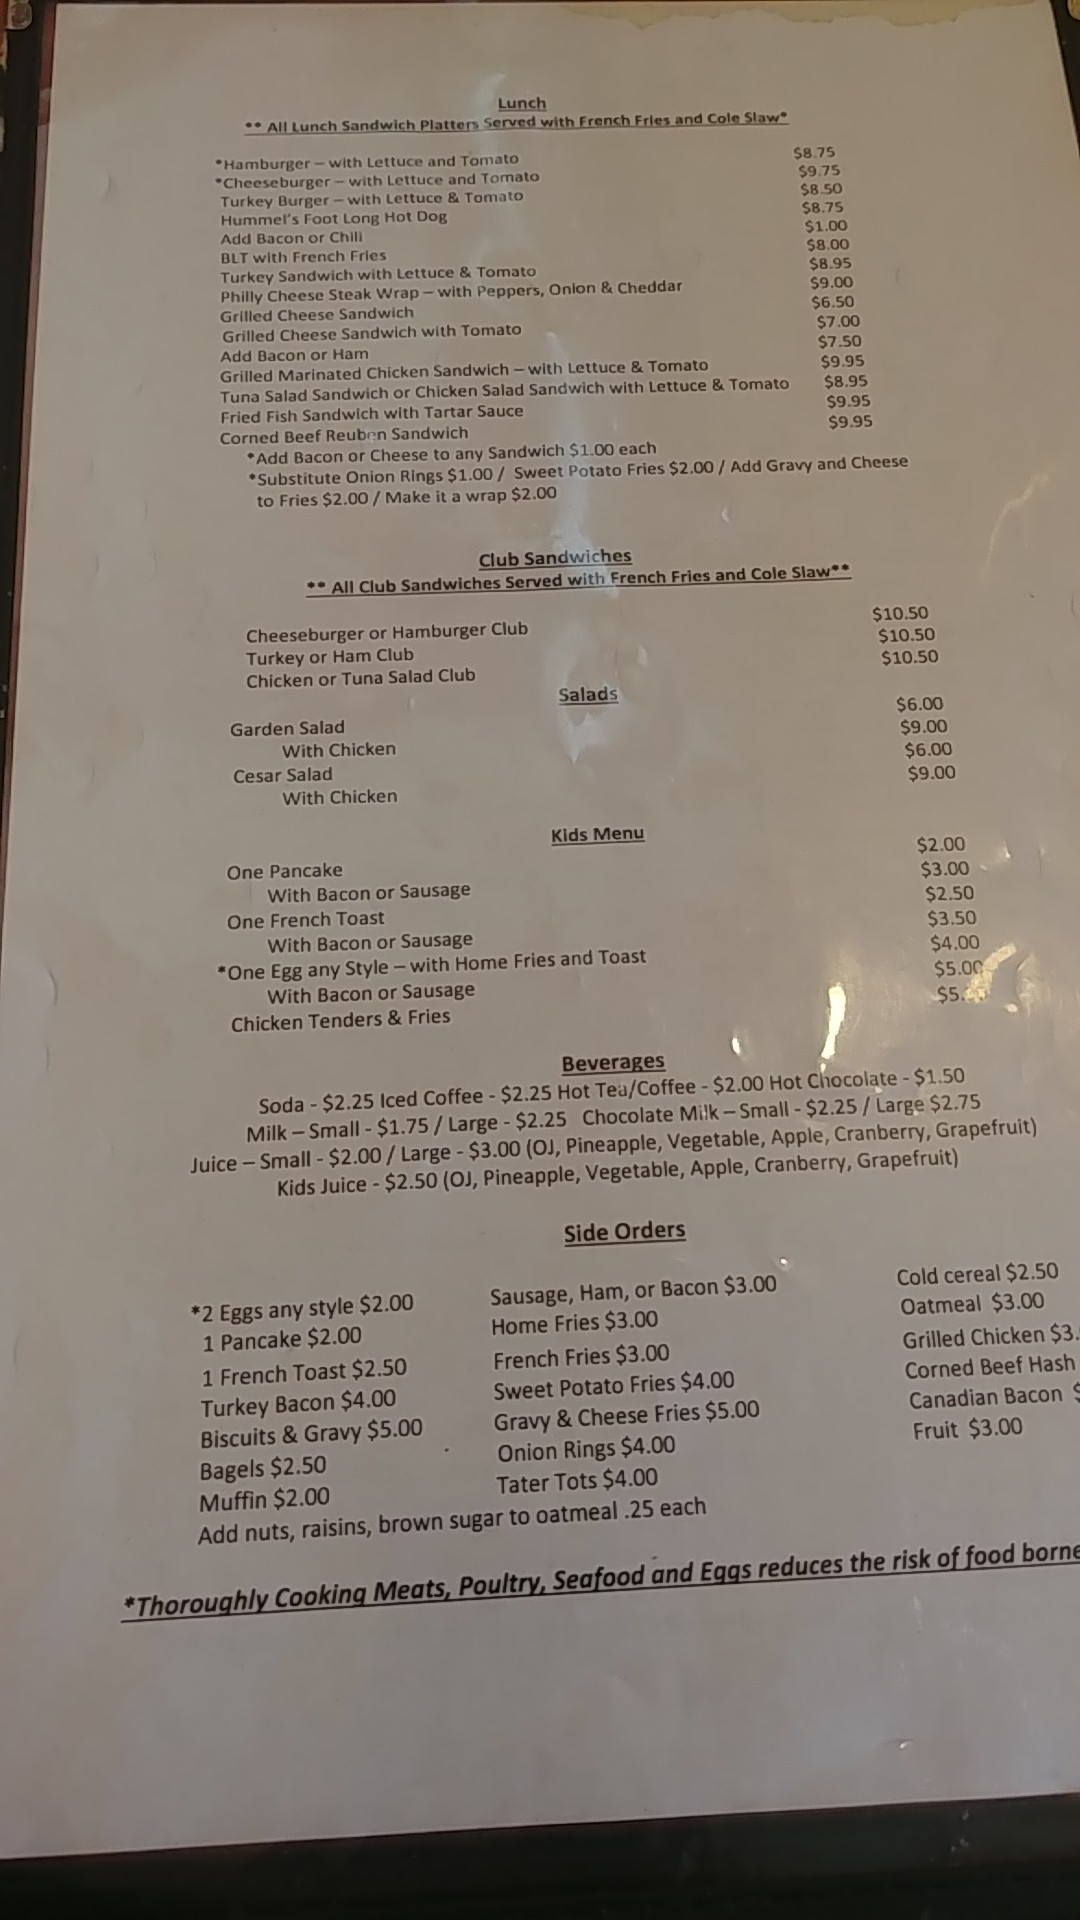 Lunch
** All Lunch Sandwich Platters Served with French Fries and Cole Slaw*
*Hamburger – with Lettuce and Tomato $8.75
*Cheeseburger – with Lettuce and Tomato $9.75
Turkey Burger – with Lettuce & Tomato $8.50
Hummel's Foot Long Hot Dog $8.75
Add Bacon or Chili $1.00
BLT with French Fries $8.00
Turkey Sandwich with Lettuce & Tomato $8.95
Philly Cheese Steak Wrap – with Peppers, Onion & Cheddar $9.00
Grilled Cheese Sandwich $6.50
Grilled Cheese Sandwich with Tomato $7.00
Add Bacon or Ham $7.50
Grilled Marinated Chicken Sandwich – with Lettuce & Tomato $9.95
Tuna Salad Sandwich or Chicken Salad Sandwich with Lettuce & Tomato $8.95
Fried Fish Sandwich with Tartar Sauce $9.95
Corned Beef Reuben Sandwich $9.95
*Add Bacon or Cheese to any Sandwich $1.00 each
*Substitute Onion Rings $1.00 / Sweet Potato Fries $2.00 / Add Gravy and Cheese
to Fries $2.00 / Make it a wrap $2.00
Club Sandwiches
** All Club Sandwiches Served with French Fries and Cole Slaw**
Cheeseburger or Hamburger Club $10.50
Turkey or Ham Club $10.50
Chicken or Tuna Salad Club $10.50
Salads
Garden Salad $6.00
With Chicken $9.00
Cesar Salad $6.00
With Chicken $9.00
Kids Menu
One Pancake $2.00
With Bacon or Sausage $3.00
One French Toast $2.50
With Bacon or Sausage $3.50
*One Egg any Style – with Home Fries and Toast $4.00
With Bacon or Sausage $5.00
Chicken Tenders & Fries
Beverages
Soda - $2.25 Iced Coffee - $2.25 Hot Tea/Coffee - $2.00 Hot Chocolate - $1.50
Milk – Small - $1.75 / Large - $2.25 Chocolate Milk – Small - $2.25 / Large $2.75
Juice – Small - $2.00 / Large - $3.00 (OJ, Pineapple, Vegetable, Apple, Cranberry, Grapefruit)
Kids Juice - $2.50 (OJ, Pineapple, Vegetable, Apple, Cranberry, Grapefruit)
Side Orders
*2 Eggs any style $2.00 Sausage, Ham, or Bacon $3.00 Cold cereal $2.50
1 Pancake $2.00 Home Fries $3.00 Oatmeal $3.00
1 French Toast $2.50 French Fries $3.00 Grilled Chicken
Turkey Bacon $4.00 Sweet Potato Fries $4.00 Corned Beef Hash
Biscuits & Gravy $5.00 Gravy & Cheese Fries $5.00 Canadian Bacon
Bagels $2.50 Onion Rings $4.00 Fruit $3.00
Muffin $2.00 Tater Tots $4.00
Add nuts, raisins, brown sugar to oatmeal .25 each
*Thoroughly Cooking Meats, Poultry, Seafood and Eggs reduces the risk of food borne